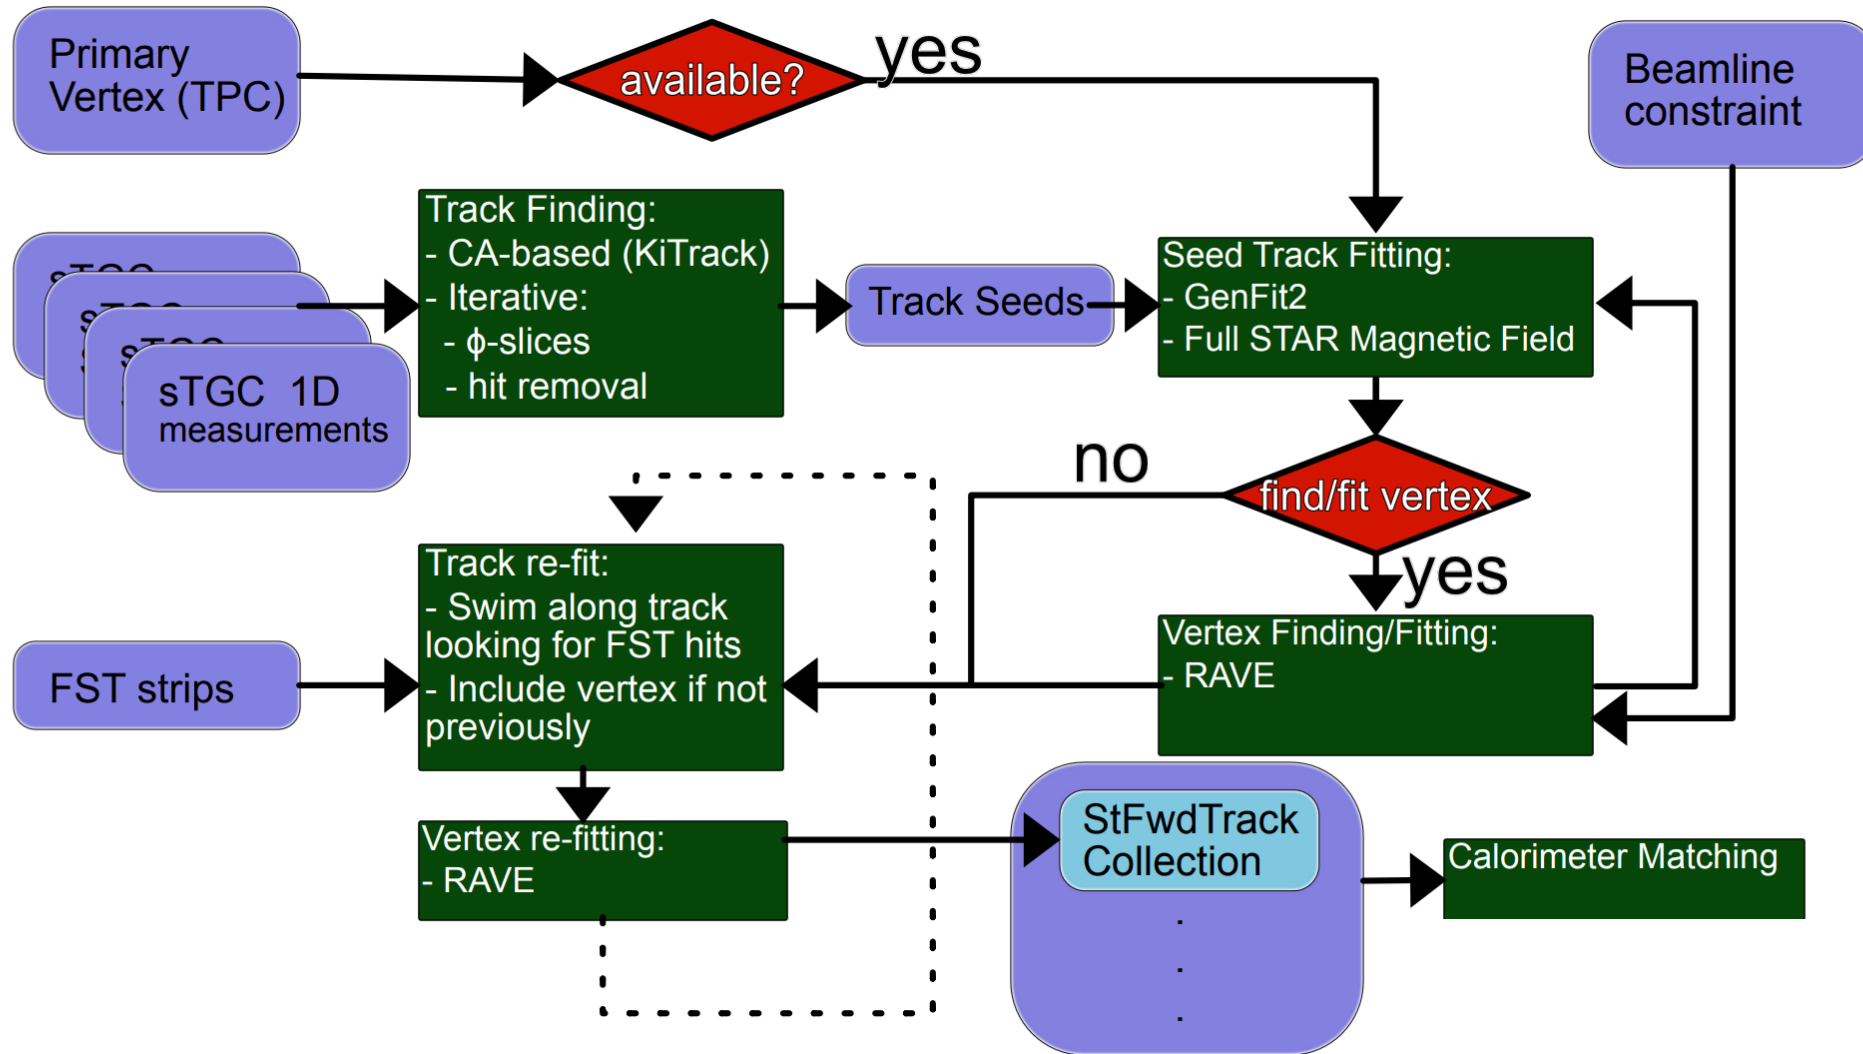 Primary
Vertex (TPC)
available?
yes
Beamline
constraint
sTGC
sTGC
sTGC
sTGC 1D
measurements
Track Finding:
- CA-based (KiTrack)
- Iterative:
- ϕ-slices
- hit removal
Track Seeds
Seed Track Fitting:
- GenFit2
- Full STAR Magnetic Field
no
find/fit vertex
yes
Track re-fit:
- Swim along track
looking for FST hits
- Include vertex if not
previously
FST strips
Vertex Finding/Fitting:
- RAVE
Vertex re-fitting:
- RAVE
StFwdTrack
Collection
.
.
.
Calorimeter Matching